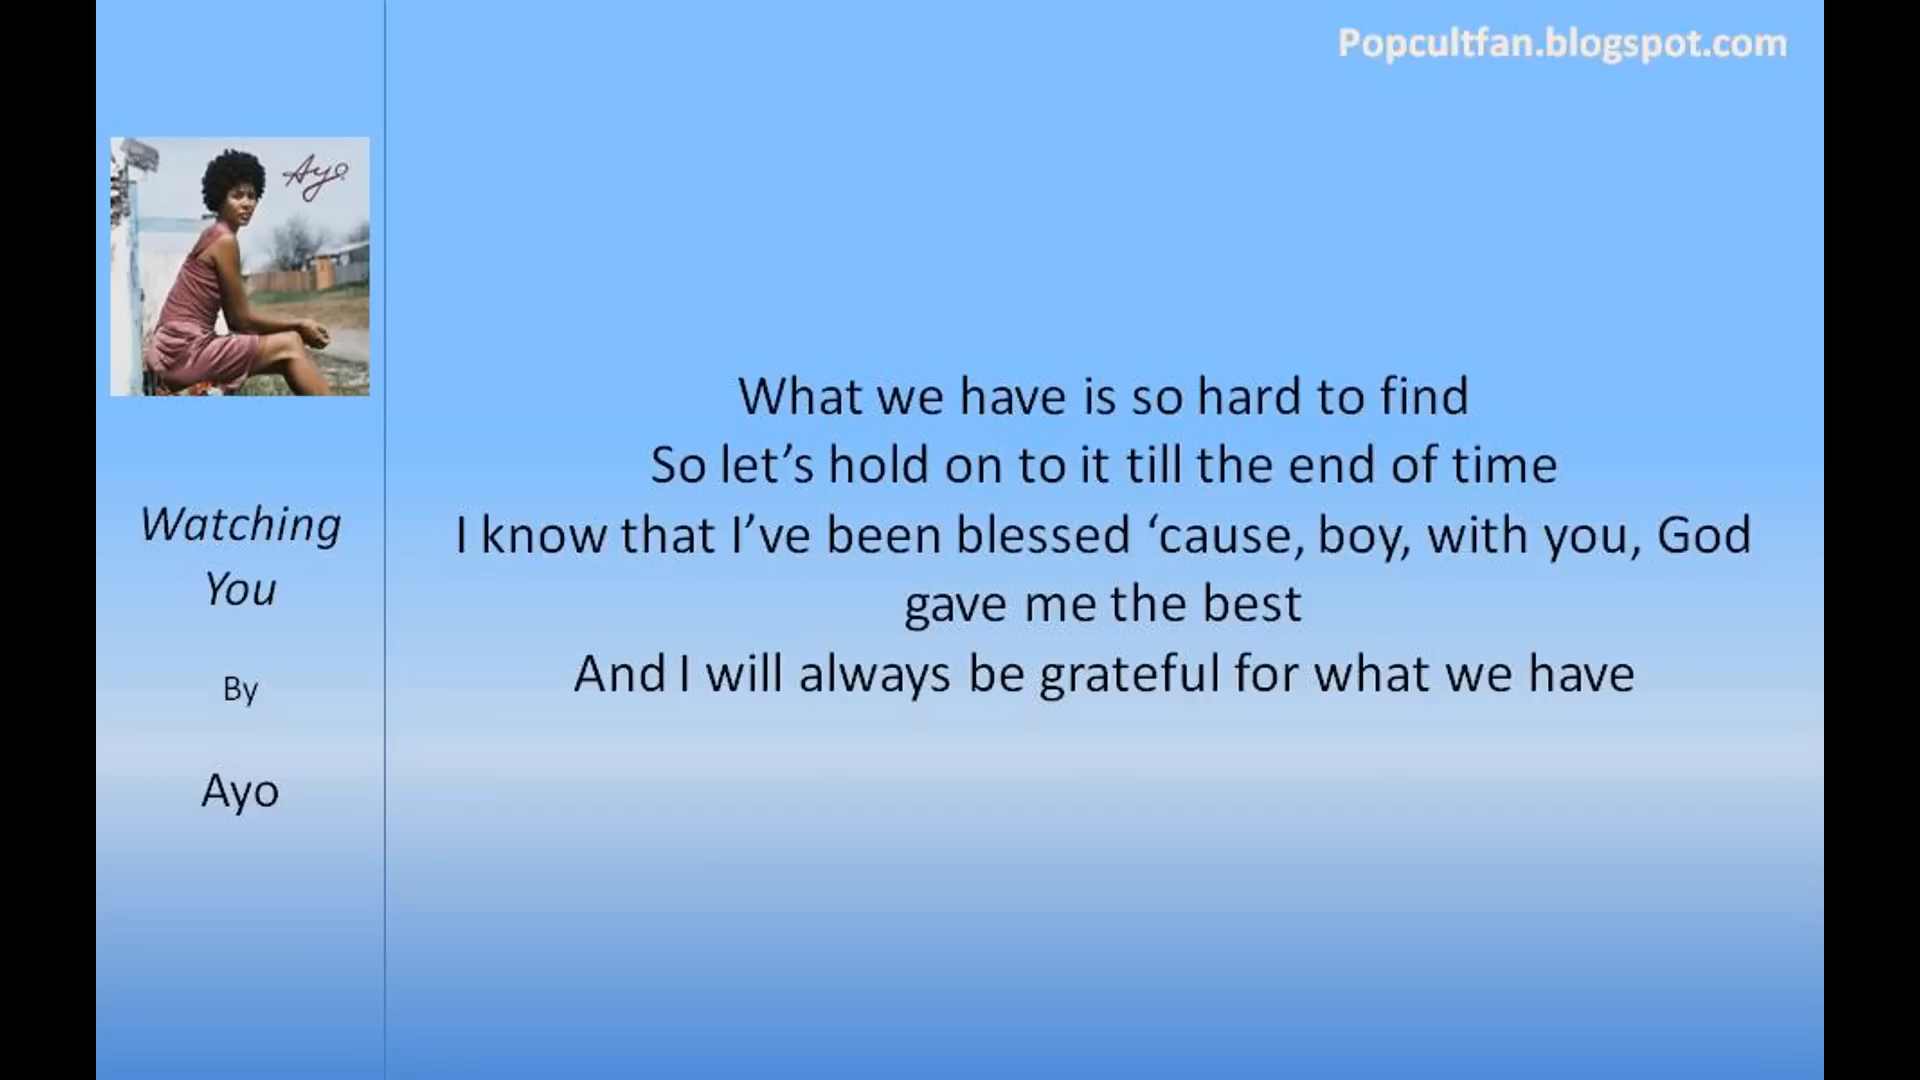 Popcultfan.blogspot.com
Ayo
Watching
You
By
Ayo
What we have is so hard to find
So let’s hold on to it till the end of time
I know that I’ve been blessed ‘cause, boy, with you, God
gave me the best
And I will always be grateful for what we have